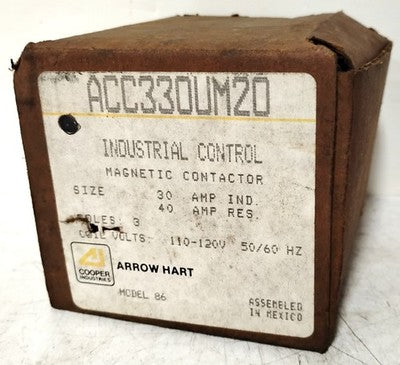 ACC330UM20
INDUSTRIAL CONTROL
MAGNETIC CONTACTOR
SIZE 30 AMP IND.
40 AMP RES.
POLES: 3
COIL VOLTS: 110-120V 50/60 HZ
COOPER
INDUSTRIES
ARROW HART
MODEL 86
ASSEMBLED
IN MEXICO